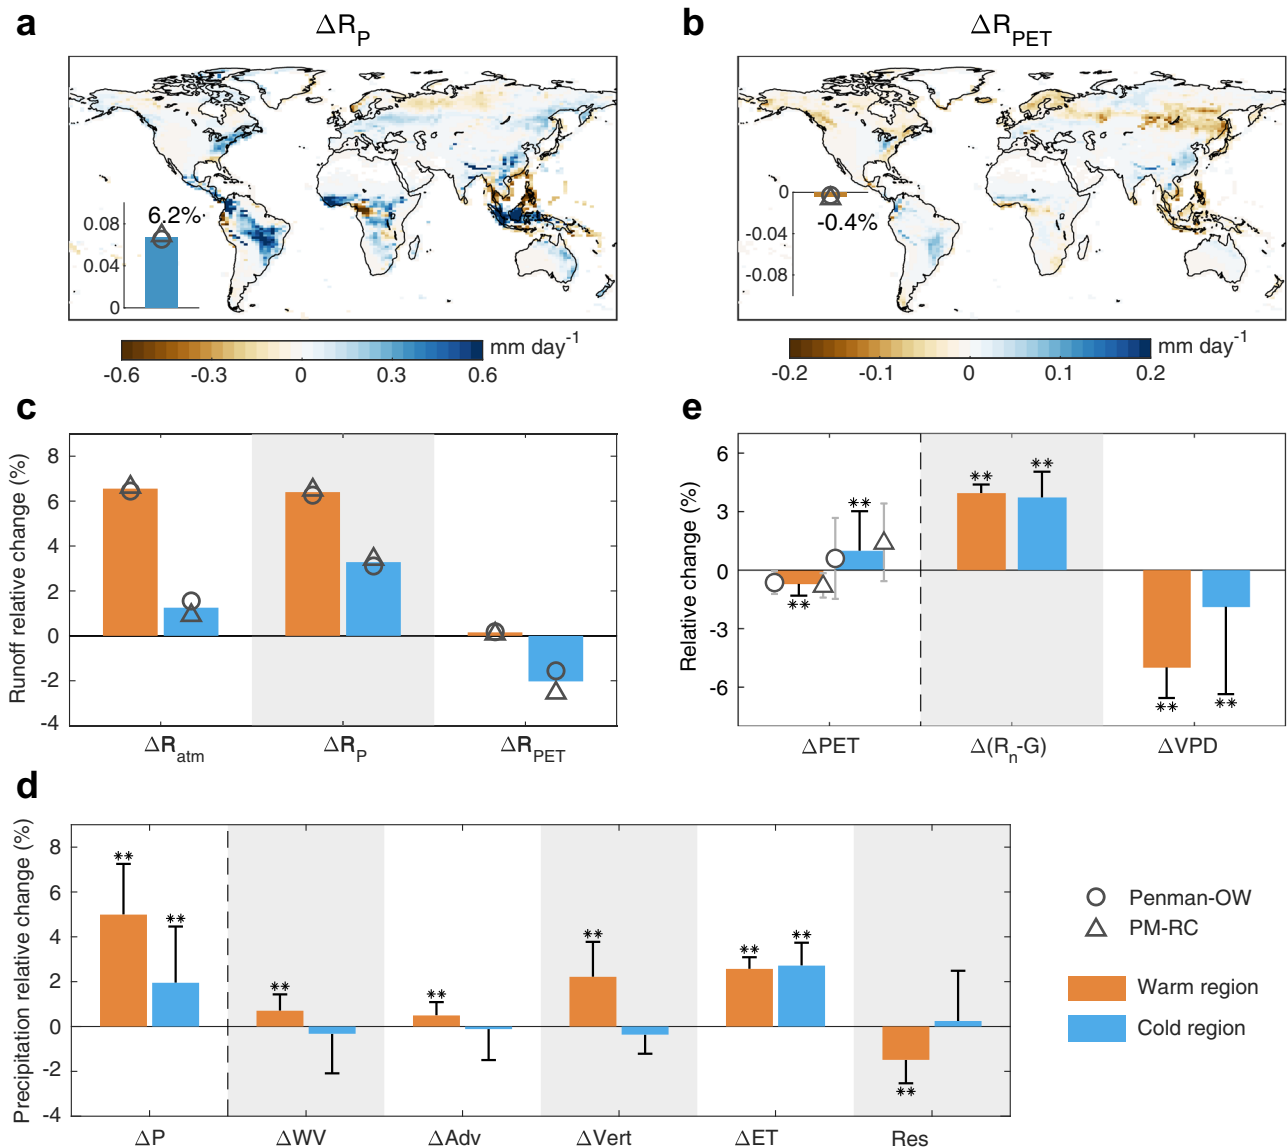 a
ΔR_P
b
ΔR_PET
0.08
0.04
0
6.2%
0
-0.04
-0.08
-0.4%
-0.6 -0.3 0 0.3 0.6 mm day⁻¹
-0.2 -0.1 0 0.1 0.2 mm day⁻¹
c
Runoff relative change (%)
8
6
4
2
0
-2
-4
ΔR_atm ΔR_P ΔR_PET
e
Relative change (%)
6
3
0
-3
-6
** ** ** ** ** **
ΔPET Δ(R_n-G) ΔVPD
d
Precipitation relative change (%)
8
6
4
2
0
-2
-4
** ** ** ** ** ** ** **
ΔP ΔWV ΔAdv ΔVert ΔET Res
Penman-OW
PM-RC
Warm region
Cold region